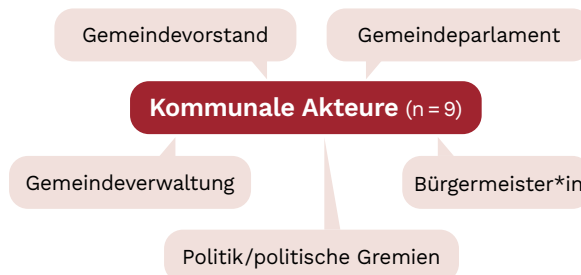 Gemeindevorstand
Gemeindeparlament
Kommunale Akteure (n = 9)
Gemeindeverwaltung
Bürgermeister*in
Politik/politische Gremien